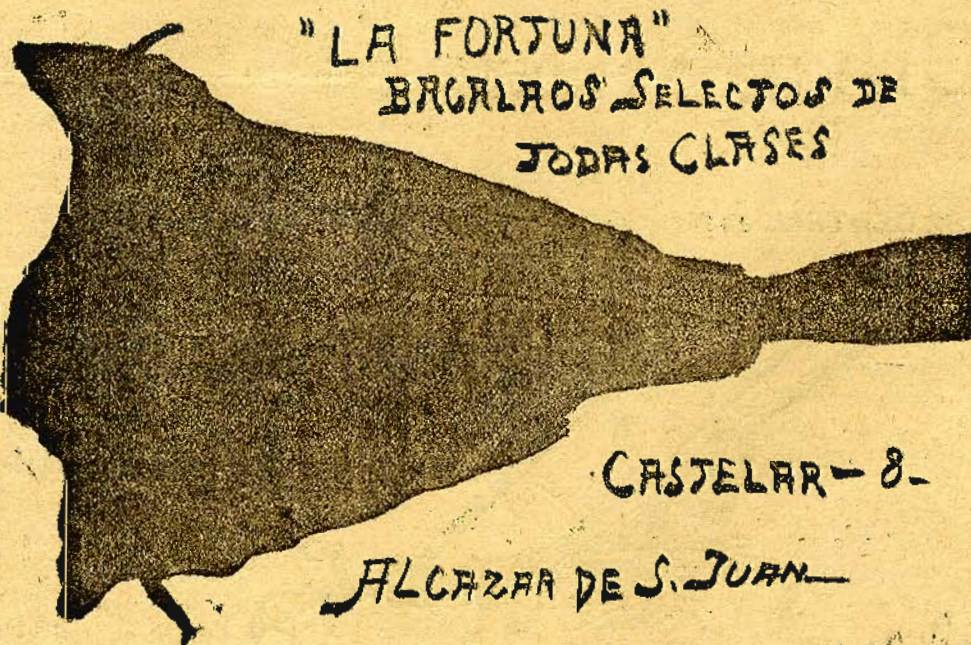 "LA FORTUNA"
BACALAOS SELECTOS DE
TODAS CLASES
CASTELAR - 8-
ALCAZAR DE S. JUAN